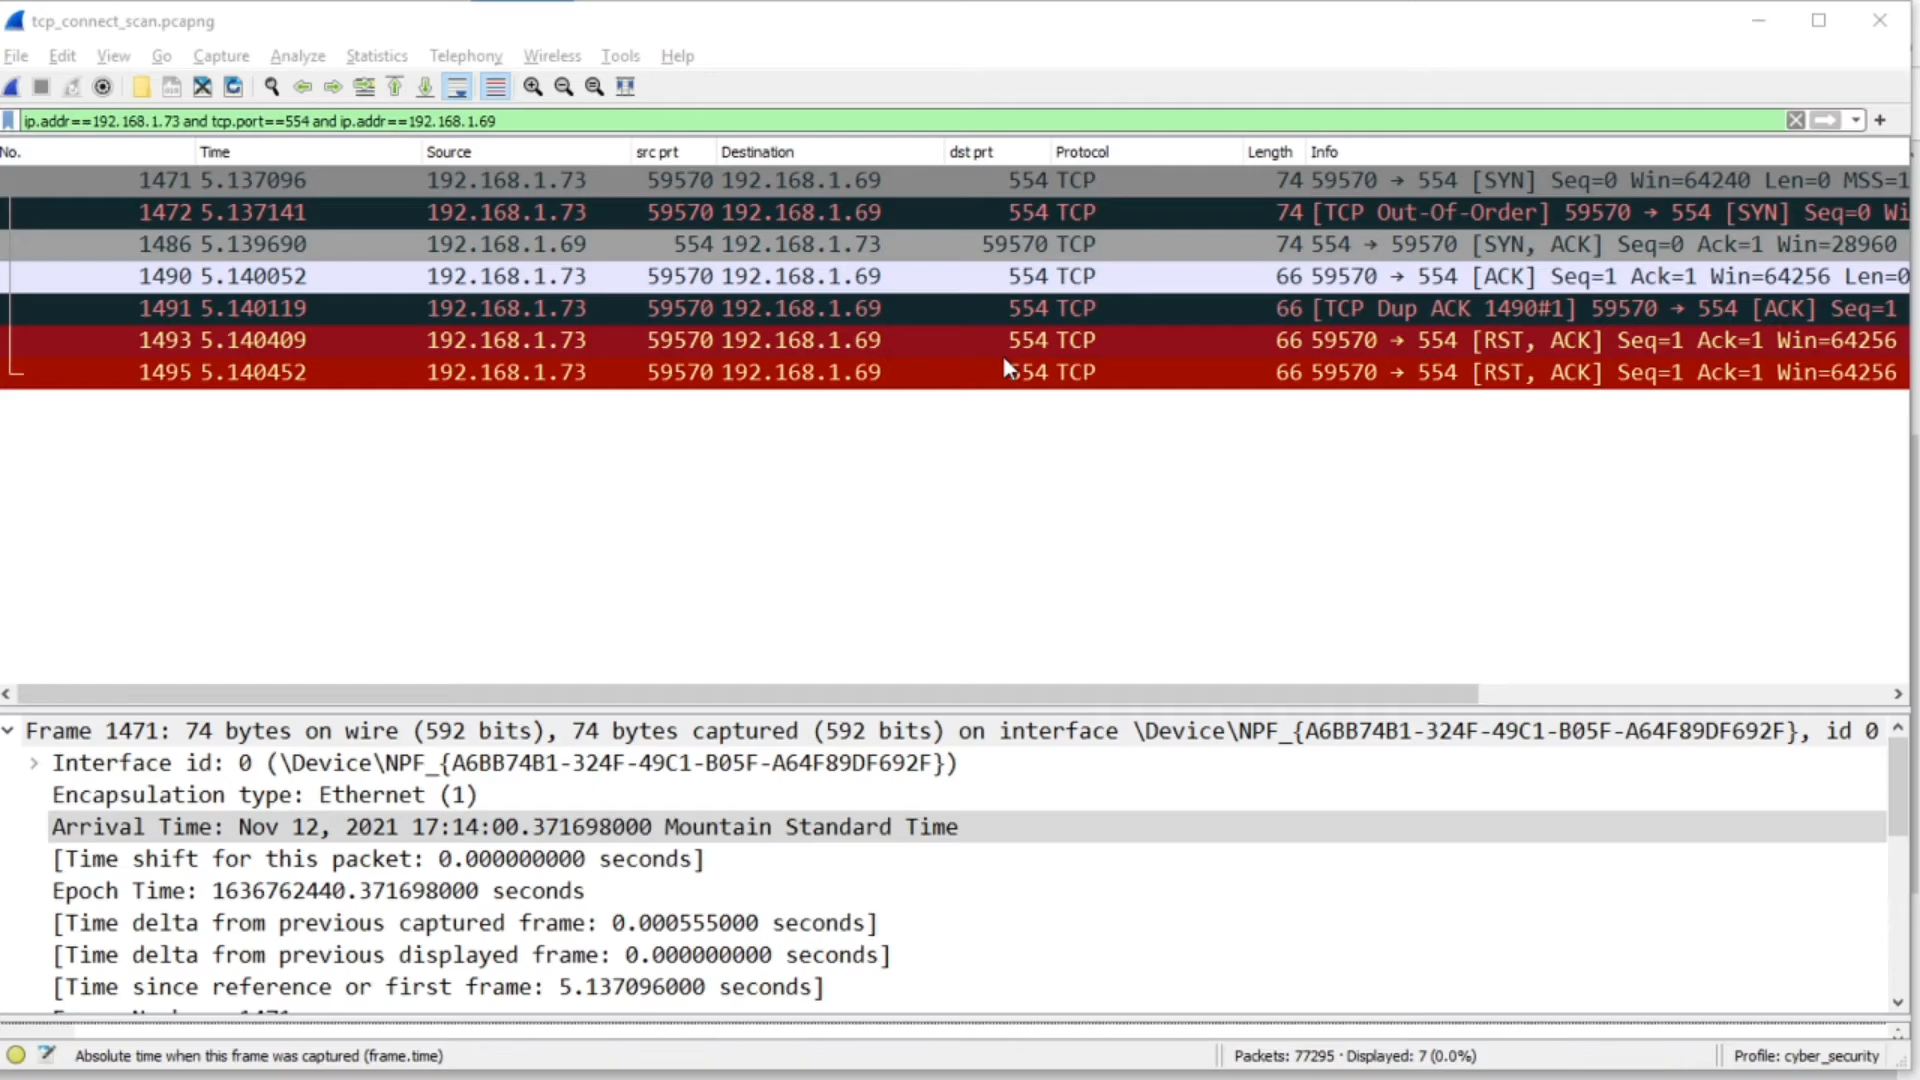 tcp_connect_scan.pcapng
File Edit View Go Capture Analyze Statistics Telephony Wireless Tools Help
ip.addr==192.168.1.73 and tcp.port==554 and ip.addr==192.168.1.69
No. Time Source src prt Destination dst prt Protocol Length Info
1471 5.137096 192.168.1.73 59570 192.168.1.69 554 TCP 74 59570 → 554 [SYN] Seq=0 Win=64240 Len=0 MSS=1
1472 5.137141 192.168.1.73 59570 192.168.1.69 554 TCP 74 [TCP Out-Of-Order] 59570 → 554 [SYN] Seq=0 Wi
1486 5.139690 192.168.1.69 554 192.168.1.73 59570 TCP 74 554 → 59570 [SYN, ACK] Seq=0 Ack=1 Win=28960
1490 5.140052 192.168.1.73 59570 192.168.1.69 554 TCP 66 59570 → 554 [ACK] Seq=1 Ack=1 Win=64256 Len=0
1491 5.140119 192.168.1.73 59570 192.168.1.69 554 TCP 66 [TCP Dup ACK 1490#1] 59570 → 554 [ACK] Seq=1
1493 5.140409 192.168.1.73 59570 192.168.1.69 554 TCP 66 59570 → 554 [RST, ACK] Seq=1 Ack=1 Win=64256
1495 5.140452 192.168.1.73 59570 192.168.1.69 554 TCP 66 59570 → 554 [RST, ACK] Seq=1 Ack=1 Win=64256
Frame 1471: 74 bytes on wire (592 bits), 74 bytes captured (592 bits) on interface \Device\NPF_{A6BB74B1-324F-49C1-B05F-A64F89DF692F}, id 0
Interface id: 0 (\Device\NPF_{A6BB74B1-324F-49C1-B05F-A64F89DF692F})
Encapsulation type: Ethernet (1)
Arrival Time: Nov 12, 2021 17:14:00.371698000 Mountain Standard Time
[Time shift for this packet: 0.000000000 seconds]
Epoch Time: 1636762440.371698000 seconds
[Time delta from previous captured frame: 0.000555000 seconds]
[Time delta from previous displayed frame: 0.000000000 seconds]
[Time since reference or first frame: 5.137096000 seconds]
Absolute time when this frame was captured (frame.time) Packets: 77295 · Displayed: 7 (0.0%) Profile: cyber_security